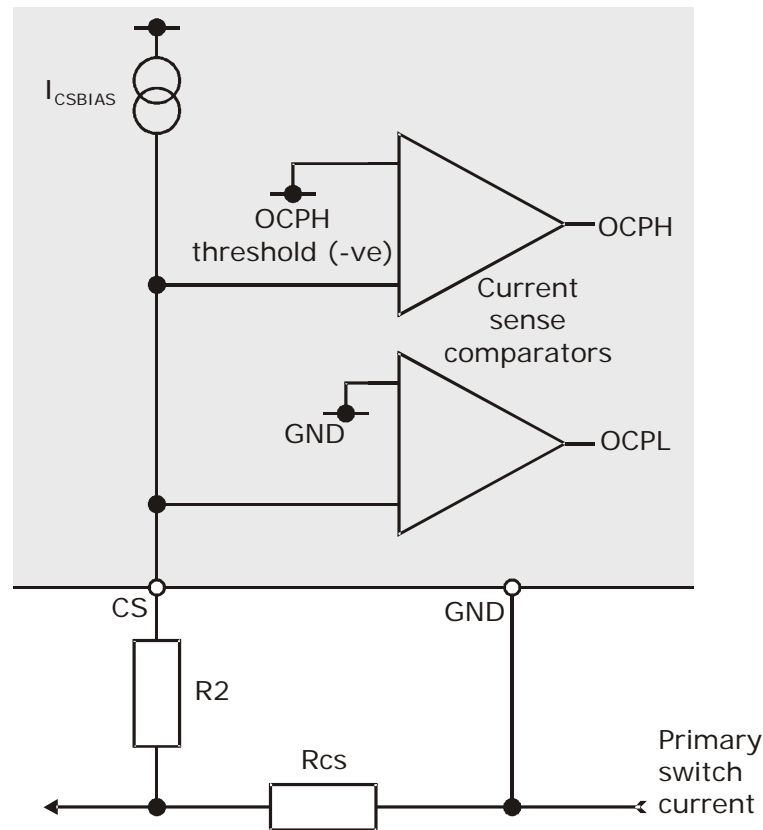 I_CSBIAS
OCPH
threshold (-ve)
OCPH
Current
sense
comparators
GND
OCPL
CS
GND
R2
Rcs
Primary
switch
current